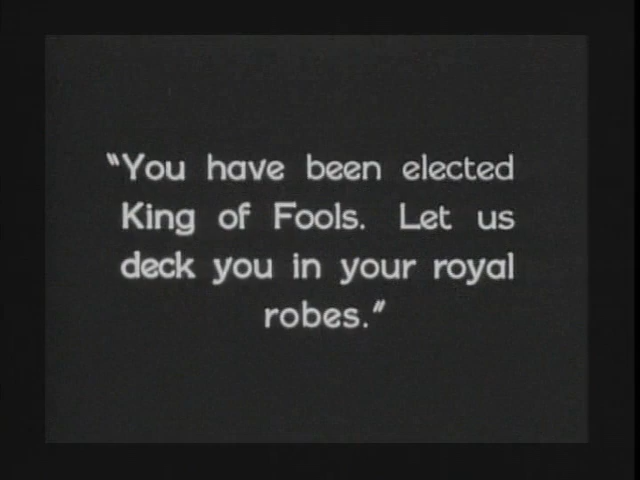 "You have been elected
King of Fools. Let us
deck you in your royal
robes."